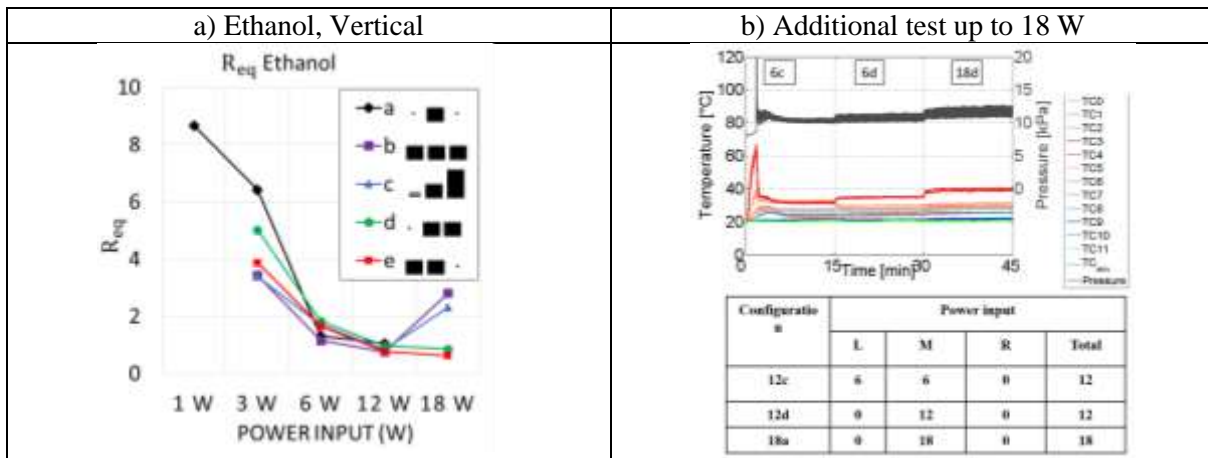 a) Ethanol, Vertical
b) Additional test up to 18 W
R_eq Ethanol
10
8
6
4
2
0
R_eq
a
b
c
d
e
1 W 3 W 6 W 12 W 18 W
POWER INPUT (W)
120
100
80
60
40
20
0
Temperature [°C]
6c 6d 18d
20
15
10
5
0
Pressure [kPa]
0 15 30 45
Time [min]
TC0
TC1
TC2
TC3
TC4
TC5
TC6
TC7
TC8
TC9
TC10
TC11
Pressure
Configuratio
n
Power input
L M R Total
12c 6 6 0 12
12d 0 12 0 12
18a 0 18 0 18